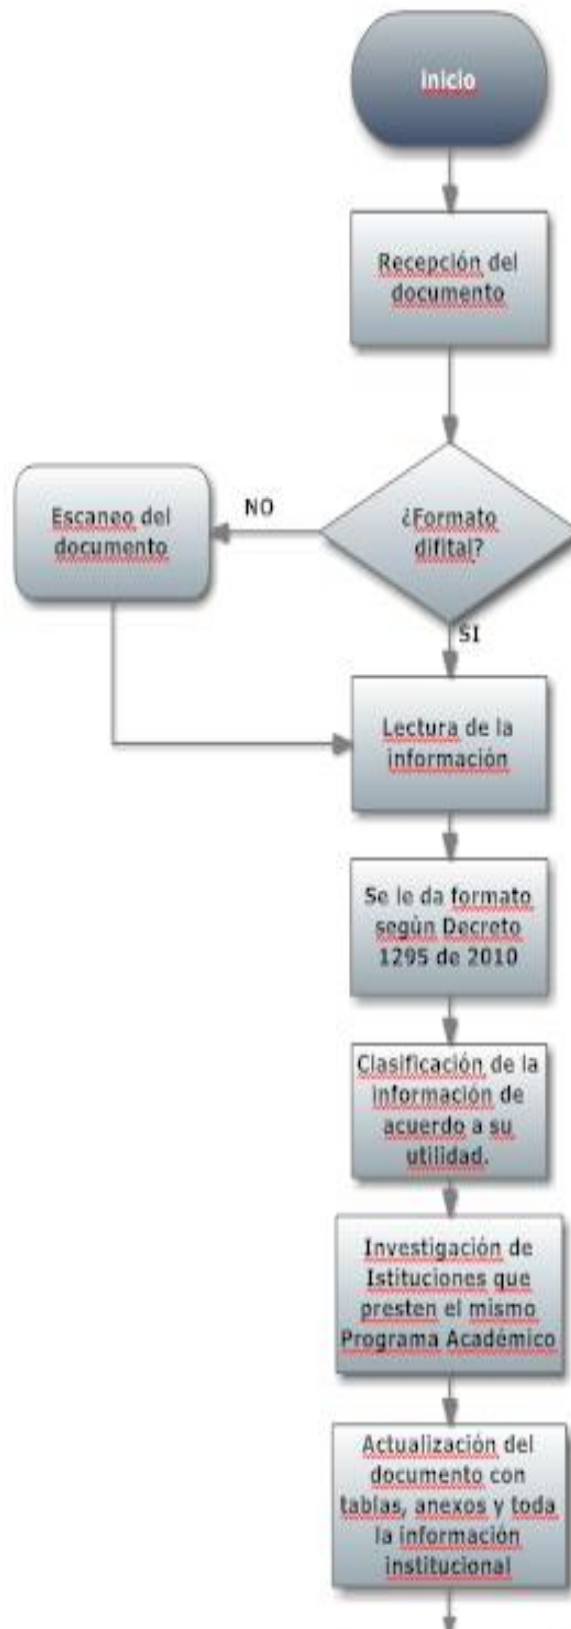 inicio
Recepción del
documento
¿Formato
difital?
NO
Escaneo del
documento
SI
Lectura de la
información
Se le da formato
según Decreto
1295 de 2010
Clasificación de la
información de
acuerdo a su
utilidad.
Investigación de
Istituciones que
presten el mismo
Programa Académico
Actualización del
documento con
tablas, anexos y toda
la información
institucional